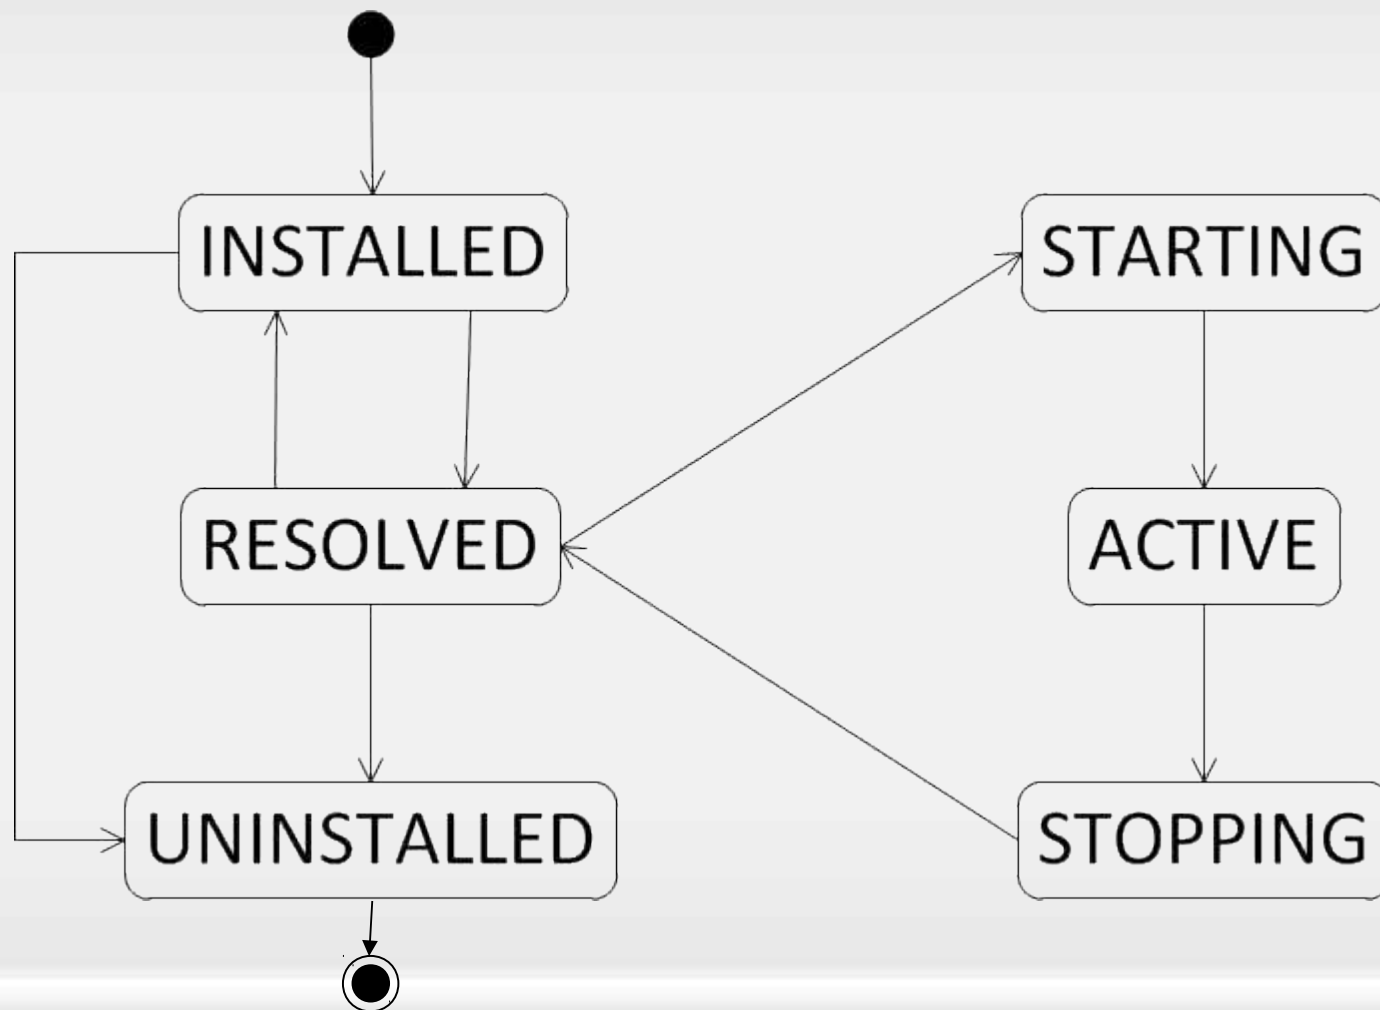 INSTALLED
STARTING
RESOLVED
ACTIVE
UNINSTALLED
STOPPING